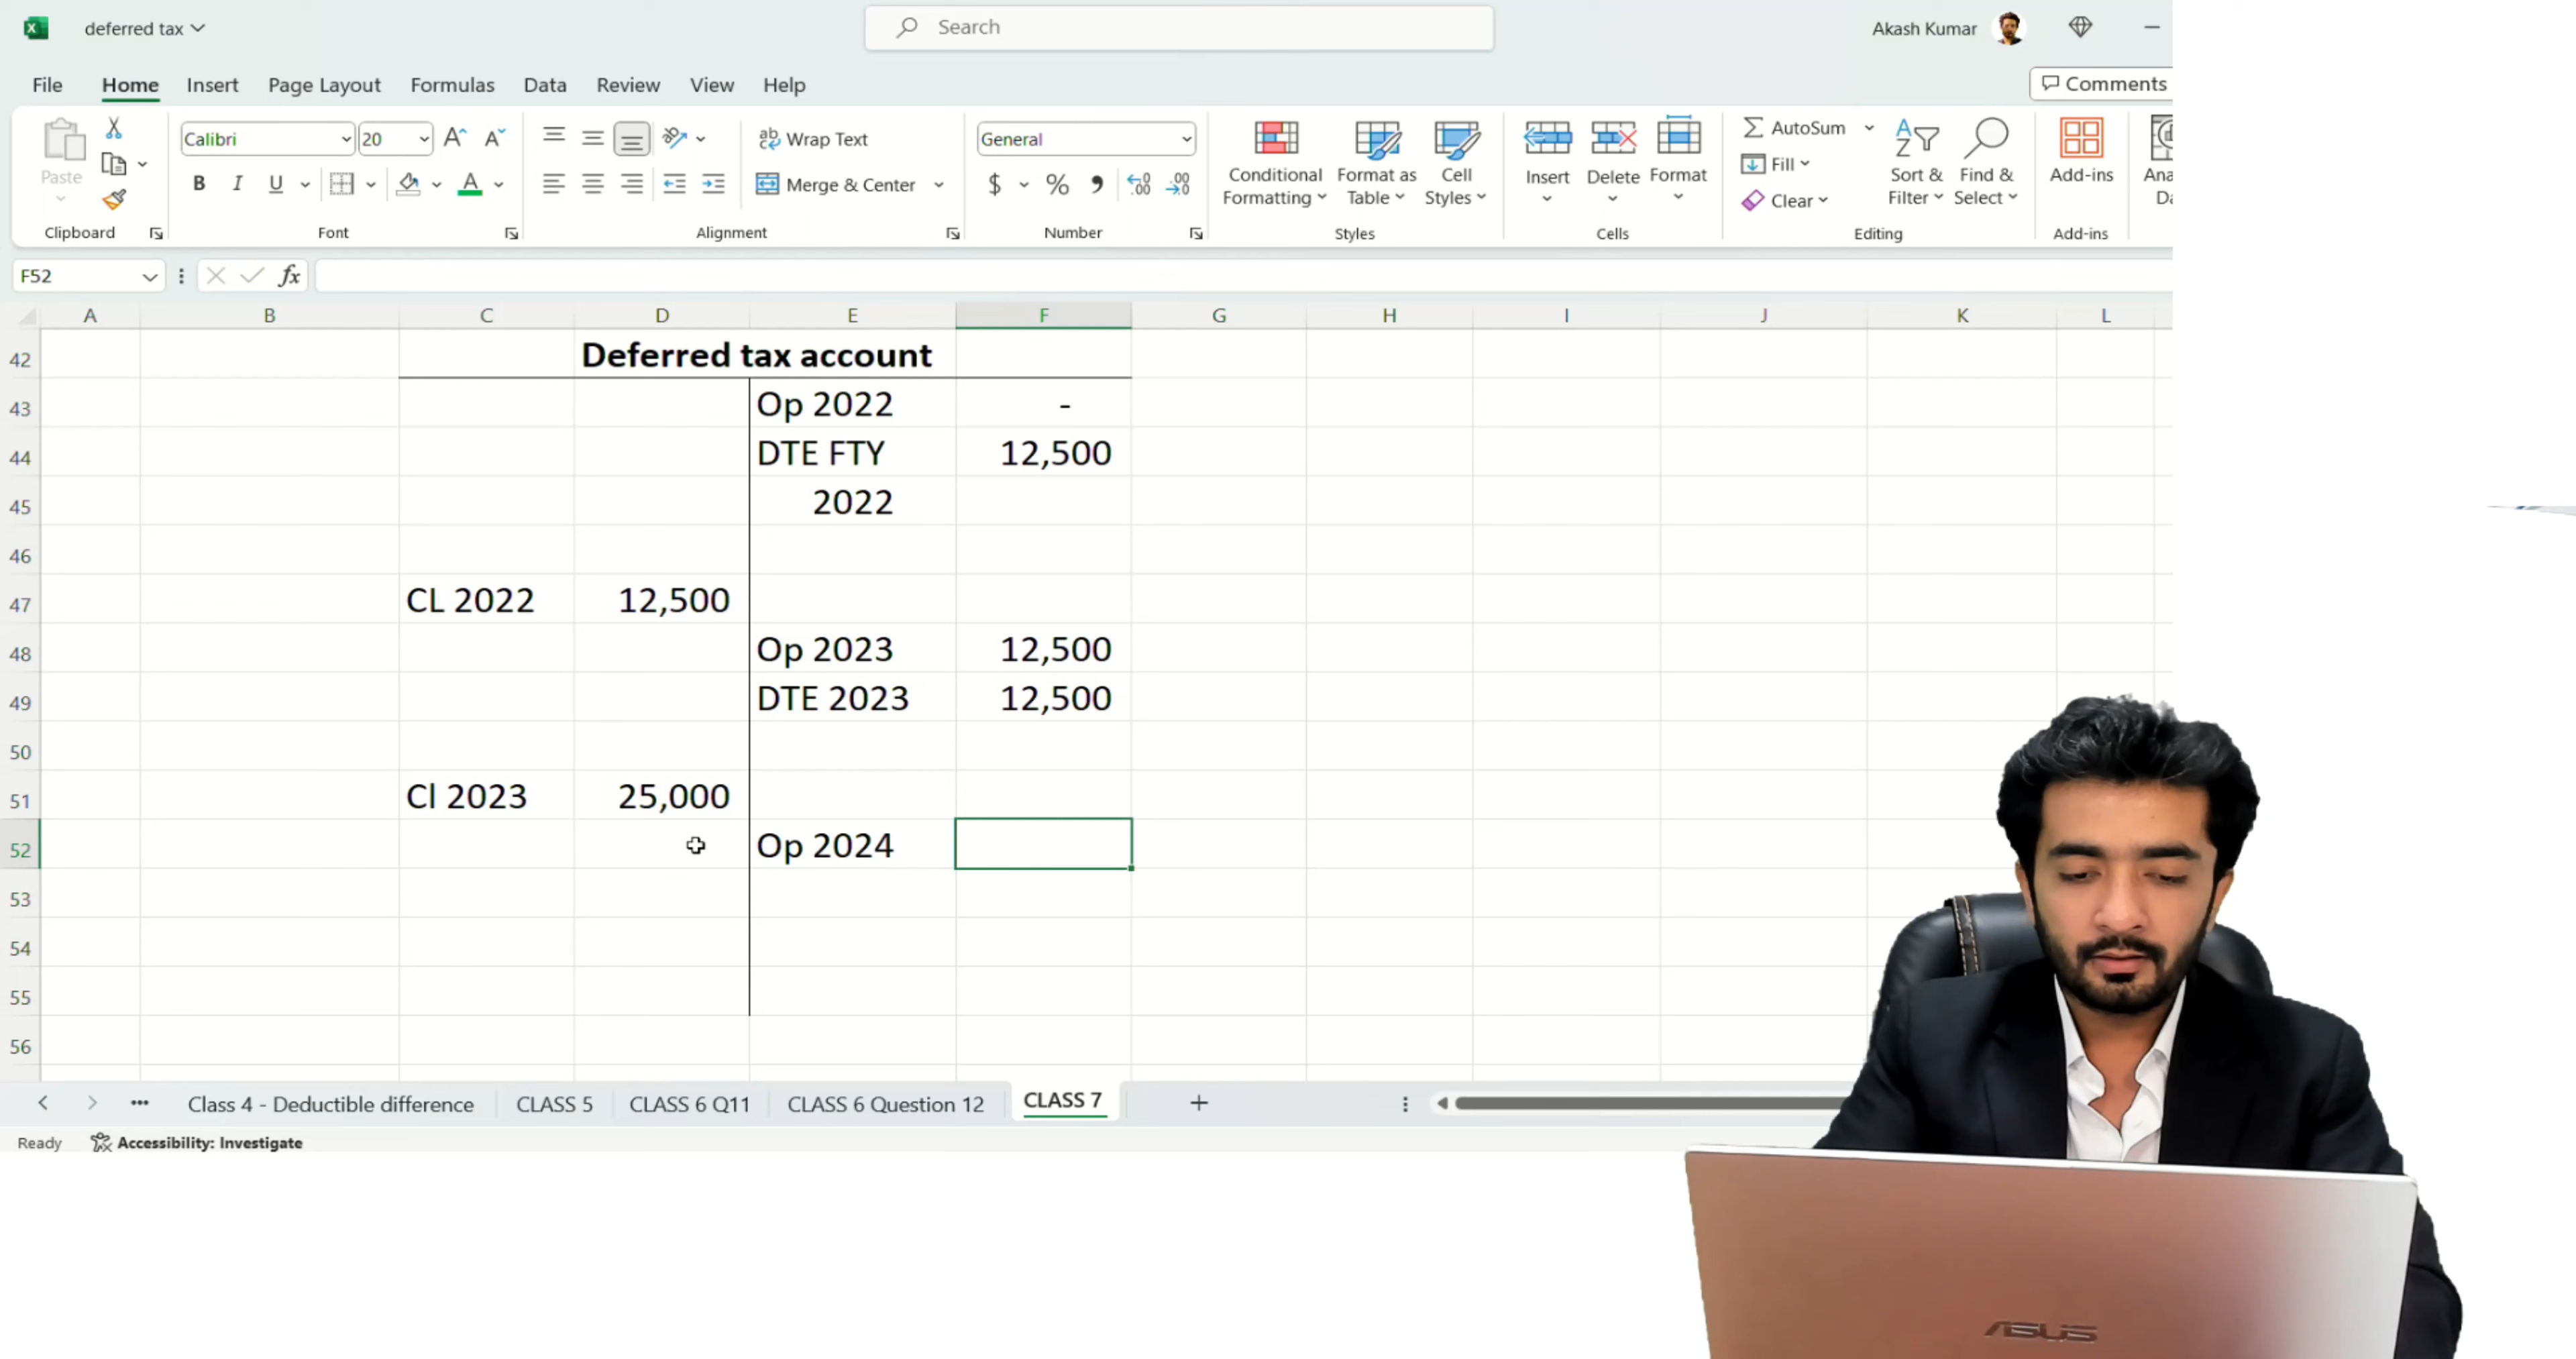 deferred tax
Search
Akash Kumar
File Home Insert Page Layout Formulas Data Review View Help
Comments
Paste
Calibri 20
B I U
Wrap Text
Merge & Center
General
$ % ,
Conditional Formatting
Format as Table
Cell Styles
Insert Delete Format
AutoSum
Fill
Clear
Sort & Filter
Find & Select
Add-ins
Clipboard Font Alignment Number Styles Cells Editing Add-ins
F52 fx
A B C D E F G H I J K L
42 Deferred tax account
43 Op 2022 -
44 DTE FTY 12,500
45 2022
46
47 CL 2022 12,500
48 Op 2023 12,500
49 DTE 2023 12,500
50
51 Cl 2023 25,000
52 Op 2024
53
54
55
56
Class 4 - Deductible difference CLASS 5 CLASS 6 Q11 CLASS 6 Question 12 CLASS 7
Ready Accessibility: Investigate
ASUS